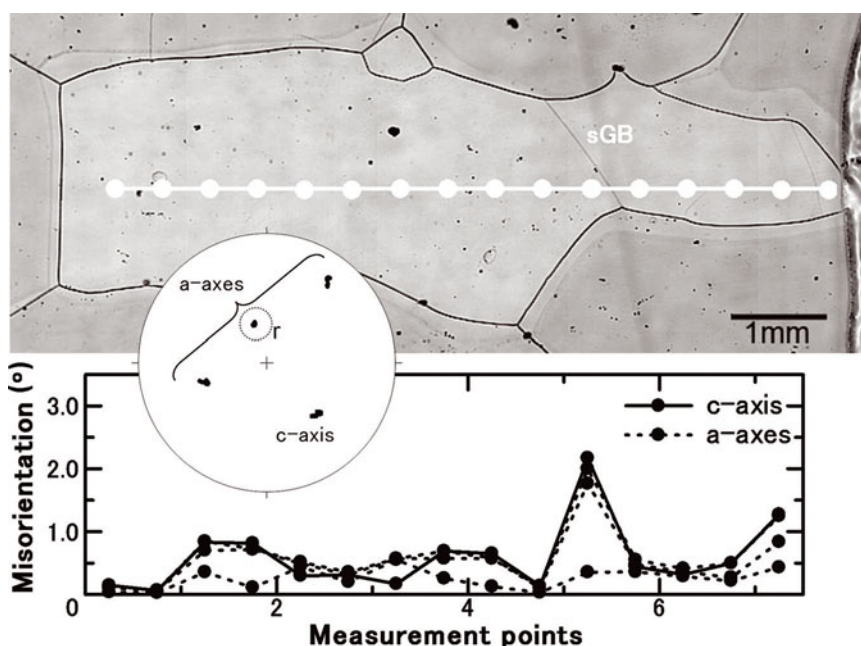 sGB
a-axes
r
c-axis
1mm
Misorientation (°)
3.0
2.0
1.0
0
c-axis
a-axes
2
4
6
Measurement points